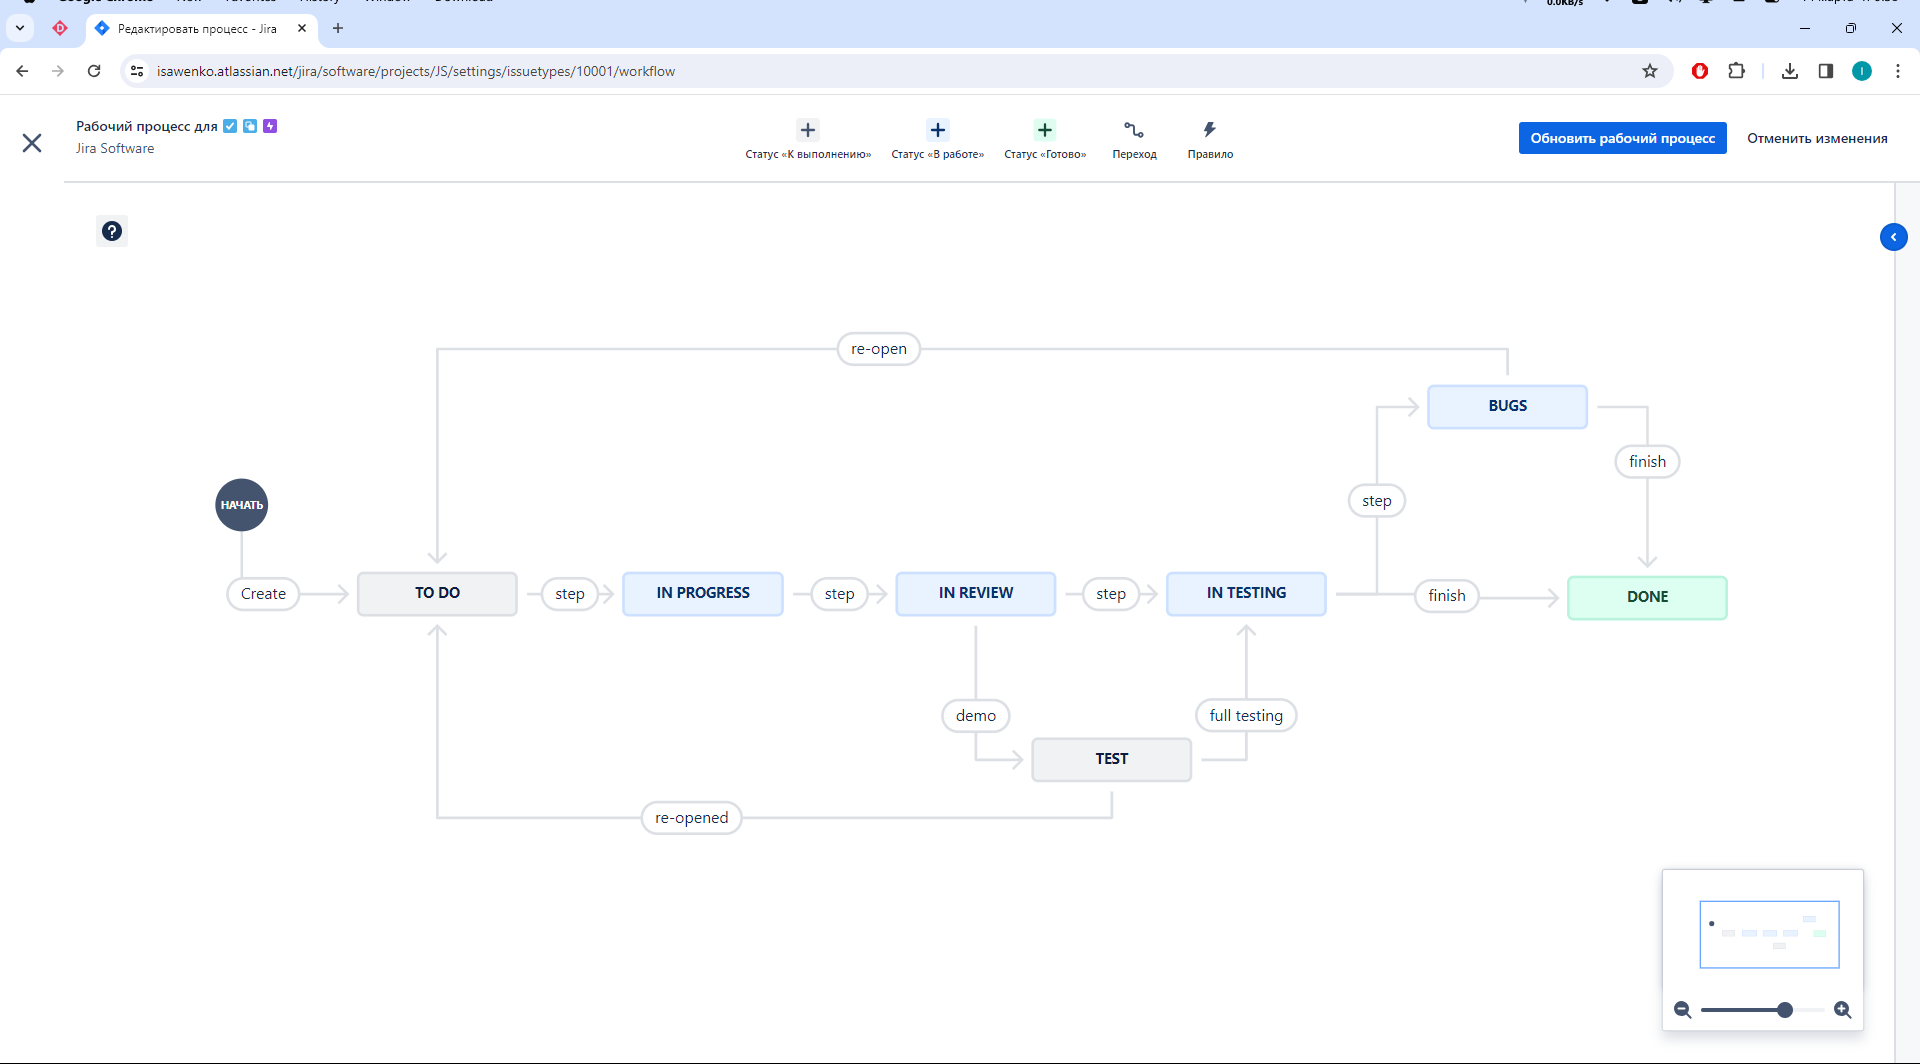 Редактировать процесс - Jira
isawenko.atlassian.net/jira/software/projects/JS/settings/issuetypes/10001/workflow
Рабочий процесс для
Jira Software
Статус «К выполнению»
Статус «В работе»
Статус «Готово»
Переход
Правило
Обновить рабочий процесс
Отменить изменения
re-open
BUGS
finish
step
НАЧАТЬ
Create
TO DO
step
IN PROGRESS
step
IN REVIEW
step
IN TESTING
finish
DONE
demo
full testing
TEST
re-opened